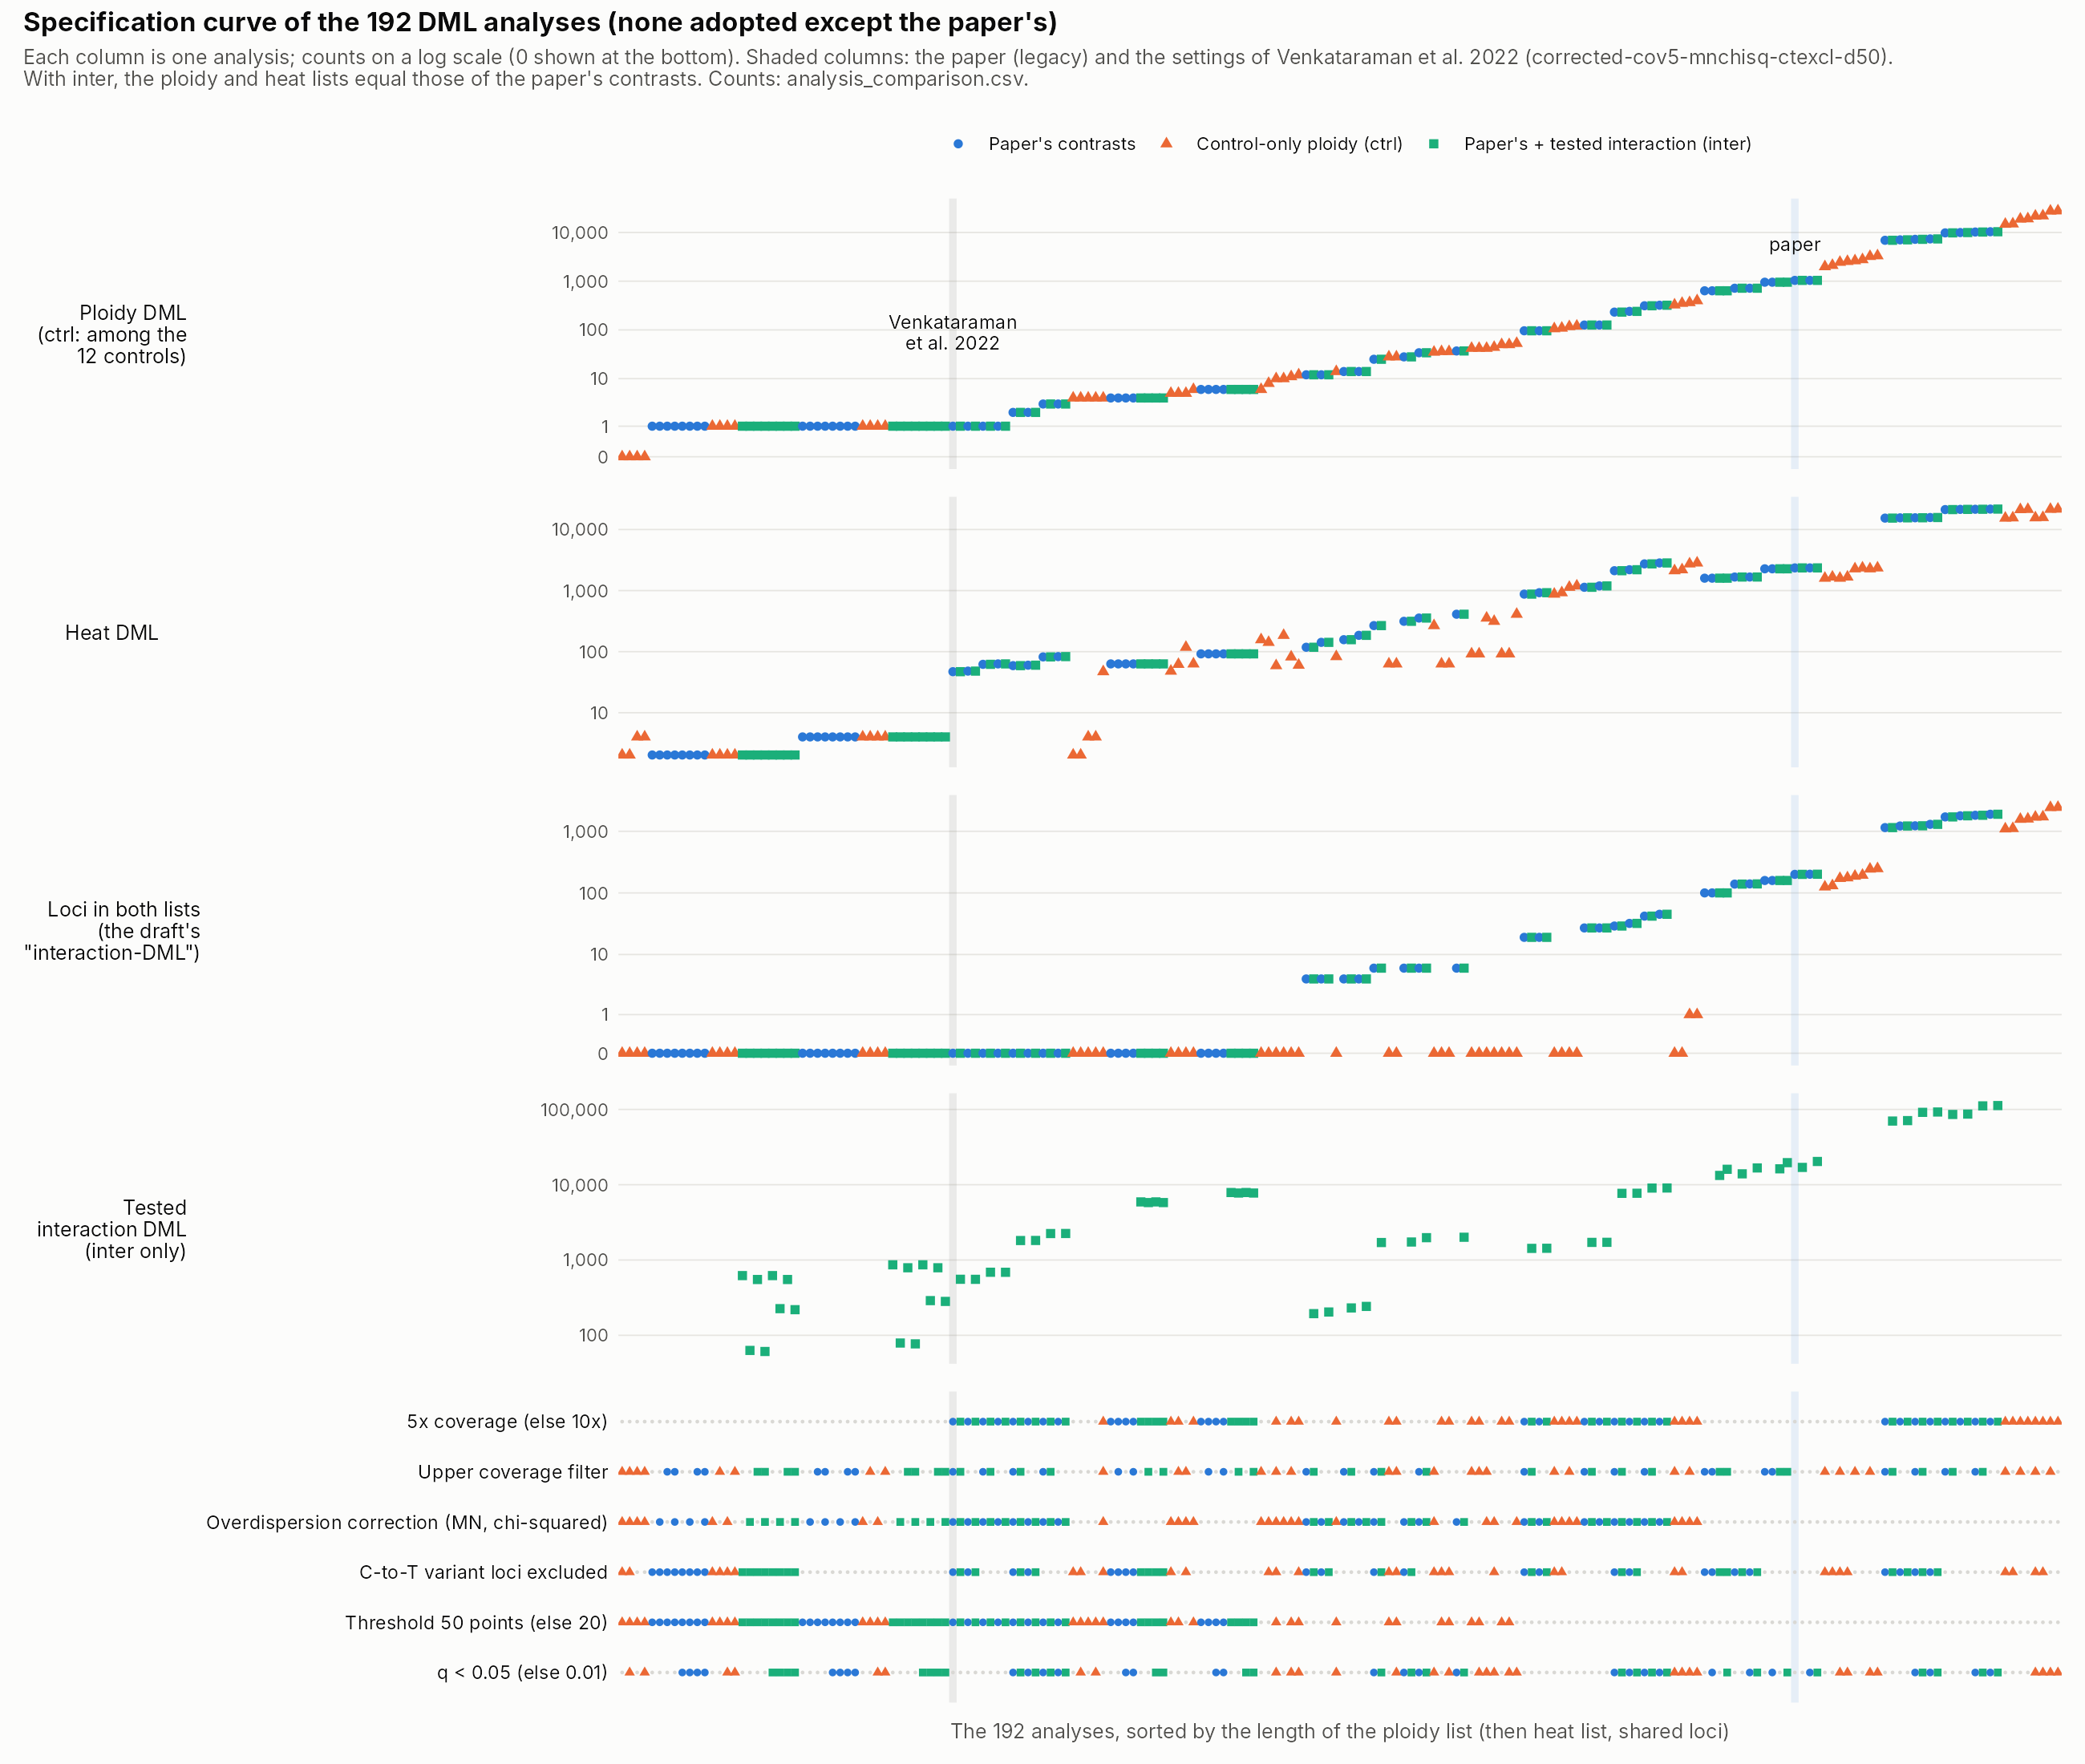 Specification curve of the 192 DML analyses (none adopted except the paper's)
Each column is one analysis; counts on a log scale (0 shown at the bottom). Shaded columns: the paper (legacy) and the settings of Venkataraman et al. 2022 (corrected-cov5-mnchisq-ctexcl-d50).
With inter, the ploidy and heat lists equal those of the paper's contrasts. Counts: analysis_comparison.csv.
Paper's contrasts
Control-only ploidy (ctrl)
Paper's + tested interaction (inter)
Ploidy DML
(ctrl: among the
12 controls)
10,000
1,000
100
10
1
0
Venkataraman
et al. 2022
paper
Heat DML
10,000
1,000
100
10
Loci in both lists
(the draft's
"interaction-DML")
1,000
100
10
1
0
Tested
interaction DML
(inter only)
100,000
10,000
1,000
100
5x coverage (else 10x)
Upper coverage filter
Overdispersion correction (MN, chi-squared)
C-to-T variant loci excluded
Threshold 50 points (else 20)
q < 0.05 (else 0.01)
The 192 analyses, sorted by the length of the ploidy list (then heat list, shared loci)